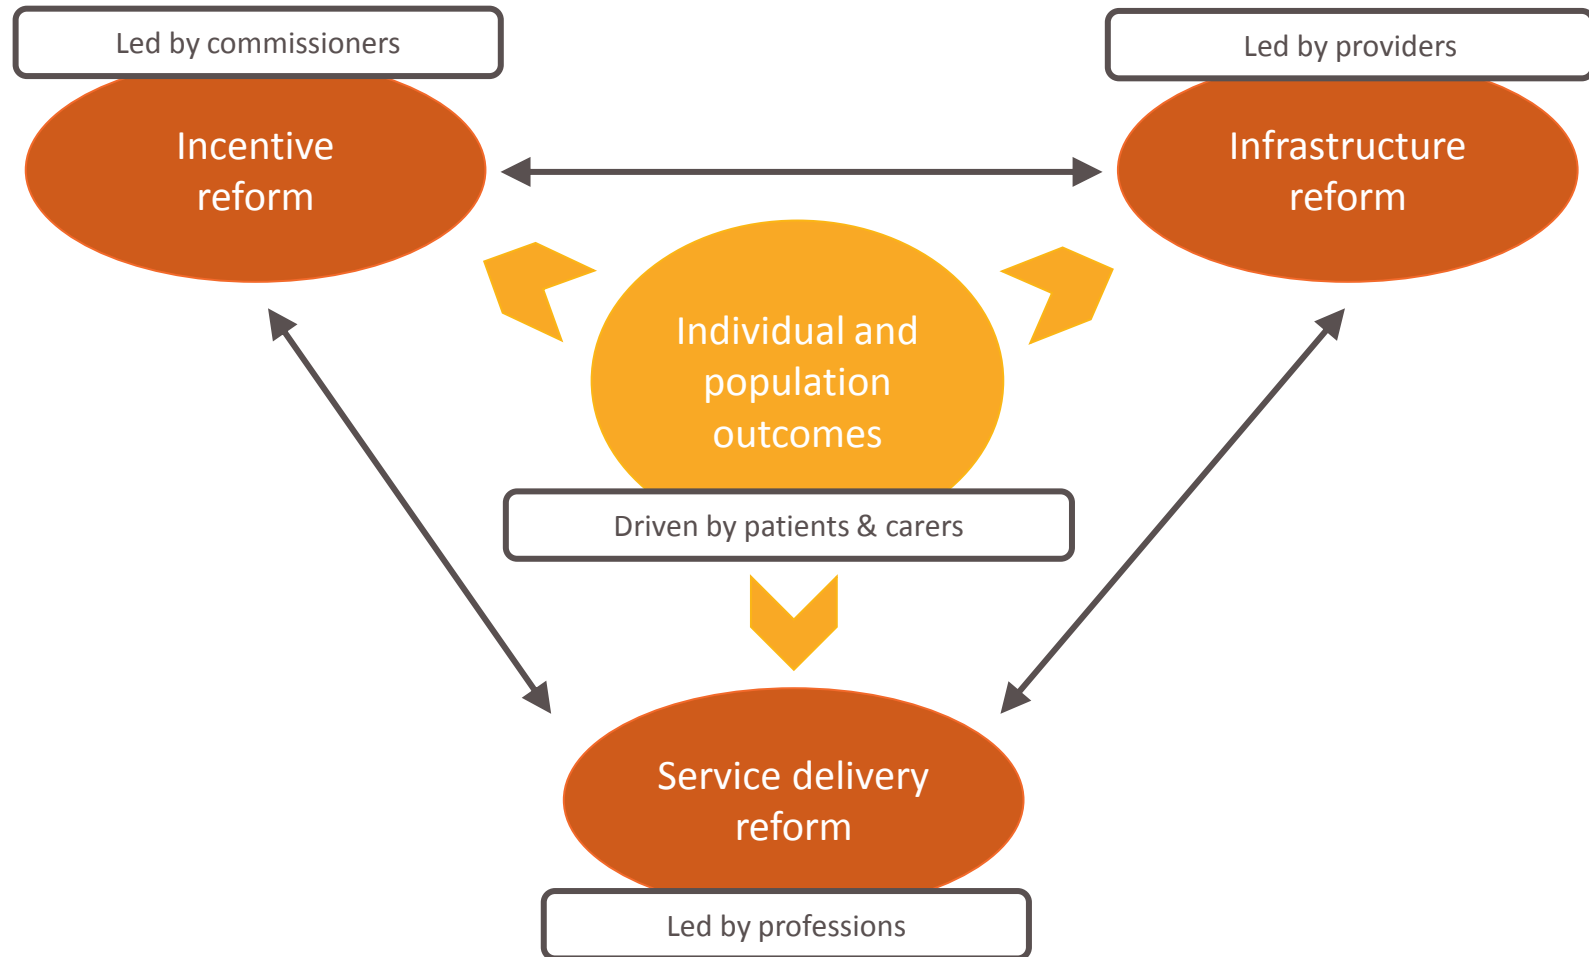 Led by commissioners
Led by providers
Incentive
reform
Infrastructure
reform
Individual and
population
outcomes
Driven by patients & carers
Service delivery
reform
Led by professions